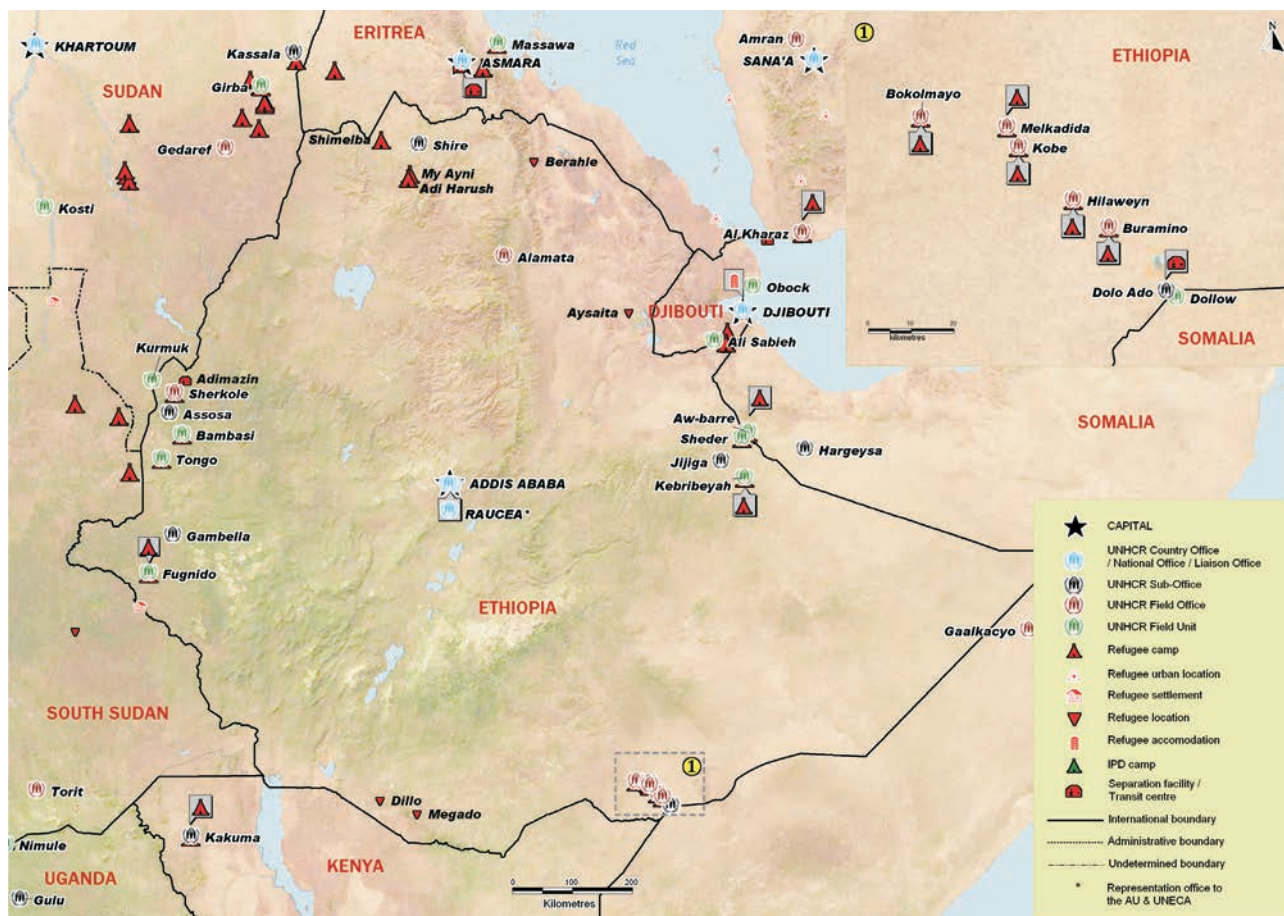 KHARTOUM
Kassala
ERITREA
Massawa
ASMARA
Red
Sea
Amran
SANA'A
1
N
ETHIOPIA
SUDAN
Girba
Bokolmayo
Melkadida
Kobe
Shimelba
Shire
Gedaref
Berahle
My Ayni
Adi Harush
Kosti
Hilaweyn
Buramino
Al Kharaz
Alamata
Obock
Dolo Ado
Dollow
Aysaita
DJIBOUTI
DJIBOUTI
0 10 20
kilometres
SOMALIA
Ali Sabieh
Kurmuk
Adimazin
Sherkole
Assosa
Bambasi
Tongo
Aw-barre
Sheder
Jijiga
Hargeysa
Kebribeyah
SOMALIA
ADDIS ABABA
RAUCEA*
Gambella
Fugnido
ETHIOPIA
Gaalkacyo
SOUTH SUDAN
1
Torit
Dillo
Megado
Kakuma
Nimule
UGANDA
KENYA
Gulu
0 100 200
Kilometres
CAPITAL
UNHCR Country Office
/ National Office / Liaison Office
UNHCR Sub-Office
UNHCR Field Office
UNHCR Field Unit
Refugee camp
Refugee urban location
Refugee settlement
Refugee location
Refugee accomodation
IPD camp
Separation facility /
Transit centre
International boundary
Administrative boundary
Undetermined boundary
* Representation office to
the AU & UNECA